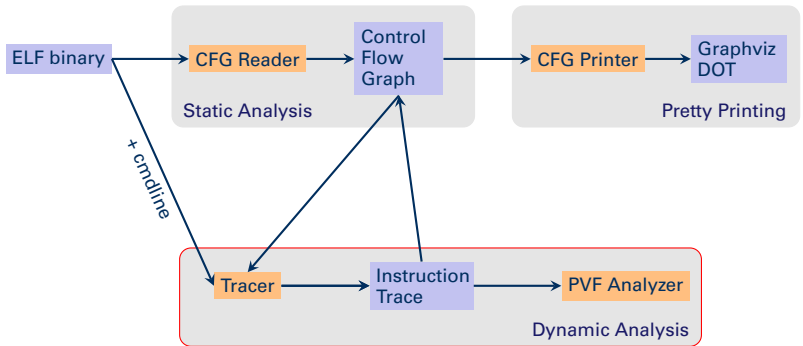 ELF binary
CFG Reader
Control
Flow
Graph
Static Analysis
CFG Printer
Graphviz
DOT
Pretty Printing
+ cmdline
Tracer
Instruction
Trace
PVF Analyzer
Dynamic Analysis